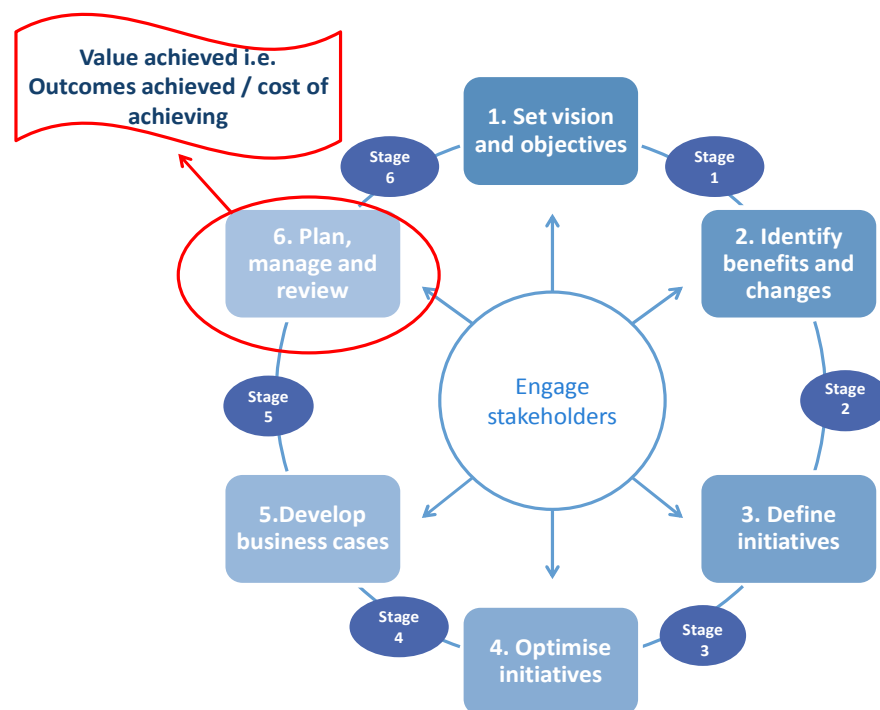 Value achieved i.e.
Outcomes achieved / cost of
achieving
1. Set vision
and objectives
Stage
1
2. Identify
benefits and
changes
Stage
2
3. Define
initiatives
Stage
3
4. Optimise
initiatives
Stage
4
5.Develop
business cases
Stage
5
6. Plan,
manage and
review
Stage
6
Engage
stakeholders